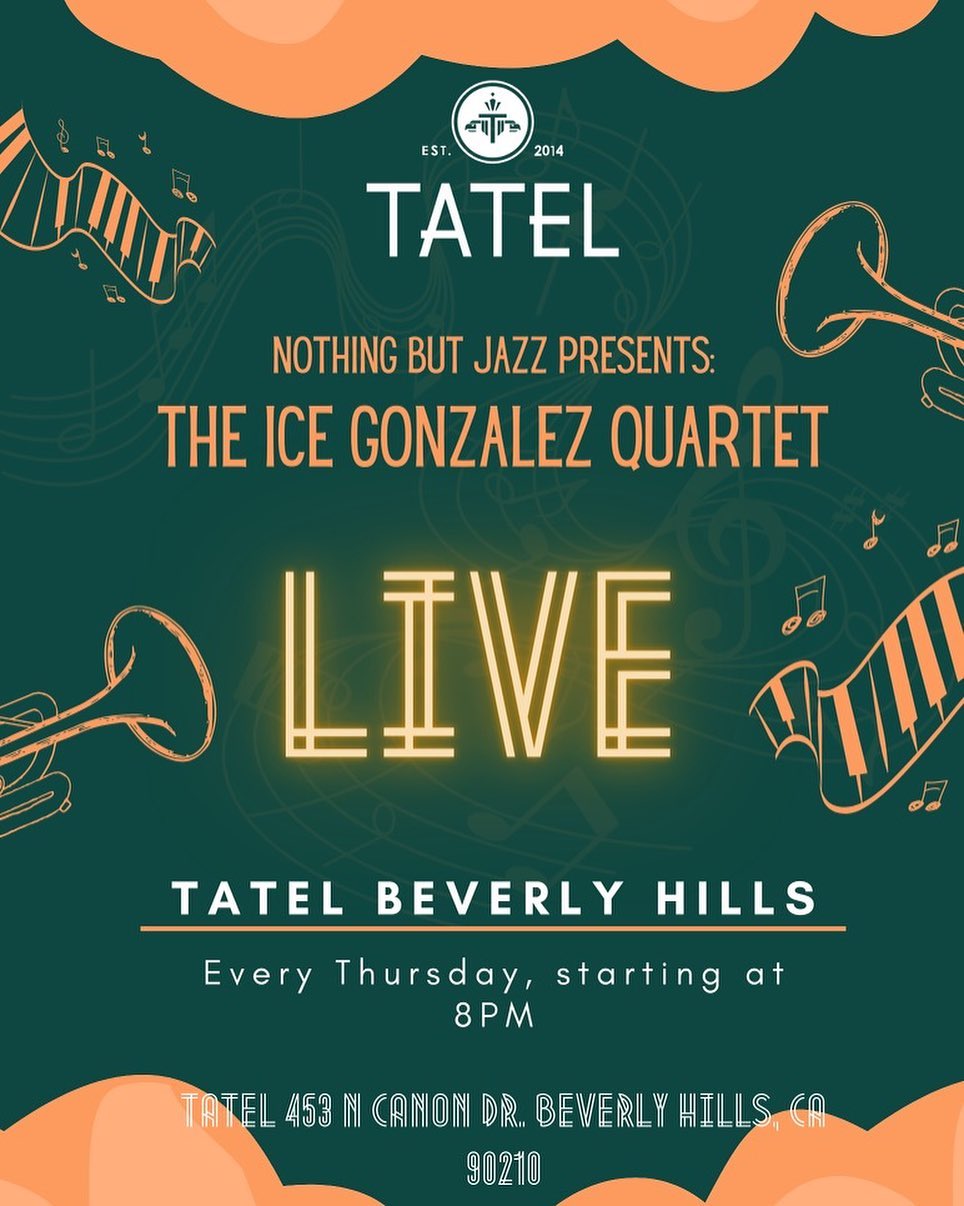 EST. 2014
TATEL
NOTHING BUT JAZZ PRESENTS:
THE ICE GONZALEZ QUARTET
LIVE
TATEL BEVERLY HILLS
Every Thursday, starting at
8PM
TATEL 453 N CANON DR. BEVERLY HILLS, CA
90210